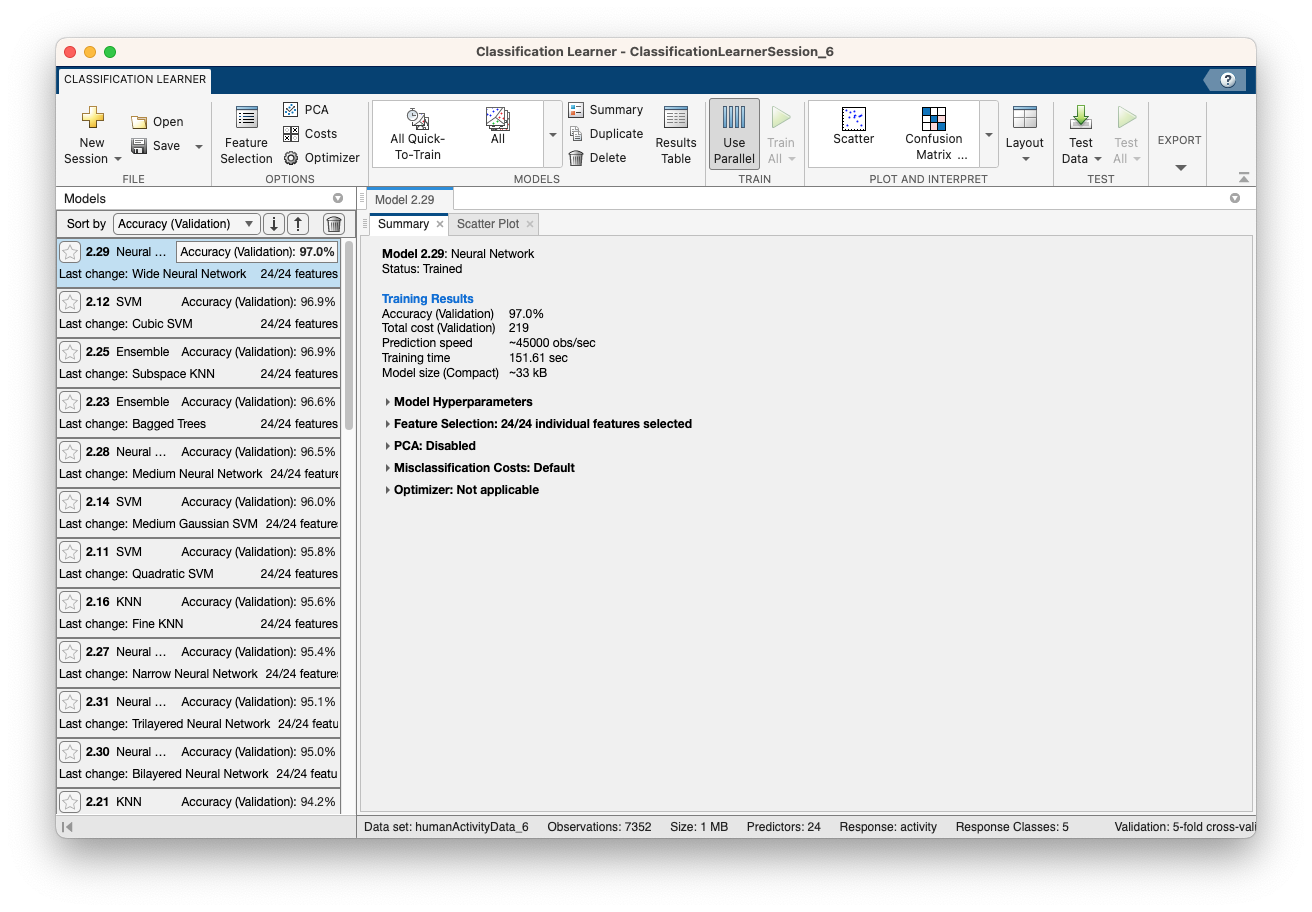 Classification Learner - ClassificationLearnerSession_6
CLASSIFICATION LEARNER
?
New Session
Open
Save
FILE
Feature Selection
PCA
Costs
Optimizer
OPTIONS
All Quick-To-Train
All
Summary
Duplicate
Delete
Results Table
MODELS
Use Parallel
Train All
TRAIN
Scatter
Confusion Matrix ...
Layout
PLOT AND INTERPRET
Test Data
Test All
TEST
EXPORT
Models
Sort by Accuracy (Validation)
2.29 Neural ... Accuracy (Validation): 97.0%
Last change: Wide Neural Network 24/24 features
2.12 SVM Accuracy (Validation): 96.9%
Last change: Cubic SVM 24/24 features
2.25 Ensemble Accuracy (Validation): 96.9%
Last change: Subspace KNN 24/24 features
2.23 Ensemble Accuracy (Validation): 96.6%
Last change: Bagged Trees 24/24 features
2.28 Neural ... Accuracy (Validation): 96.5%
Last change: Medium Neural Network 24/24 feature
2.14 SVM Accuracy (Validation): 96.0%
Last change: Medium Gaussian SVM 24/24 feature
2.11 SVM Accuracy (Validation): 95.8%
Last change: Quadratic SVM 24/24 features
2.16 KNN Accuracy (Validation): 95.6%
Last change: Fine KNN 24/24 features
2.27 Neural ... Accuracy (Validation): 95.4%
Last change: Narrow Neural Network 24/24 feature
2.31 Neural ... Accuracy (Validation): 95.1%
Last change: Trilayered Neural Network 24/24 featu
2.30 Neural ... Accuracy (Validation): 95.0%
Last change: Bilayered Neural Network 24/24 featu
2.21 KNN Accuracy (Validation): 94.2%
Model 2.29
Summary
Scatter Plot
Model 2.29: Neural Network
Status: Trained
Training Results
Accuracy (Validation) 97.0%
Total cost (Validation) 219
Prediction speed ~45000 obs/sec
Training time 151.61 sec
Model size (Compact) ~33 kB
Model Hyperparameters
Feature Selection: 24/24 individual features selected
PCA: Disabled
Misclassification Costs: Default
Optimizer: Not applicable
Data set: humanActivityData_6 Observations: 7352 Size: 1 MB Predictors: 24 Response: activity Response Classes: 5 Validation: 5-fold cross-vali